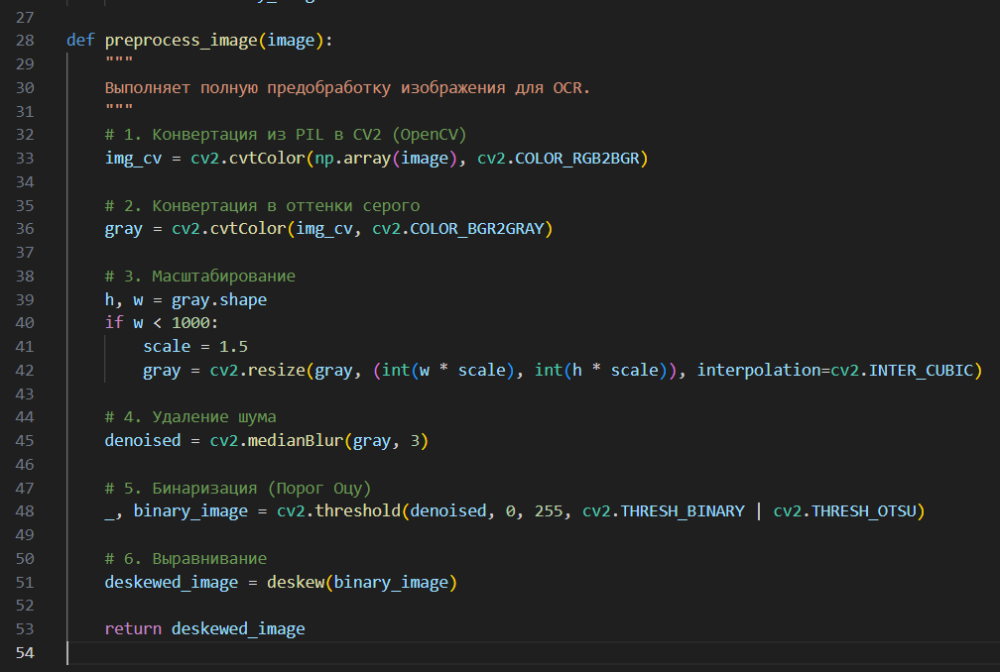 27
28 def preprocess_image(image):
29 """
30 Выполняет полную предобработку изображения для OCR.
31 """
32 # 1. Конвертация из PIL в CV2 (OpenCV)
33 img_cv = cv2.cvtColor(np.array(image), cv2.COLOR_RGB2BGR)
34
35 # 2. Конвертация в оттенки серого
36 gray = cv2.cvtColor(img_cv, cv2.COLOR_BGR2GRAY)
37
38 # 3. Масштабирование
39 h, w = gray.shape
40 if w < 1000:
41 scale = 1.5
42 gray = cv2.resize(gray, (int(w * scale), int(h * scale)), interpolation=cv2.INTER_CUBIC)
43
44 # 4. Удаление шума
45 denoised = cv2.medianBlur(gray, 3)
46
47 # 5. Бинаризация (Порог Оцу)
48 _, binary_image = cv2.threshold(denoised, 0, 255, cv2.THRESH_BINARY | cv2.THRESH_OTSU)
49
50 # 6. Выравнивание
51 deskewed_image = deskew(binary_image)
52
53 return deskewed_image
54